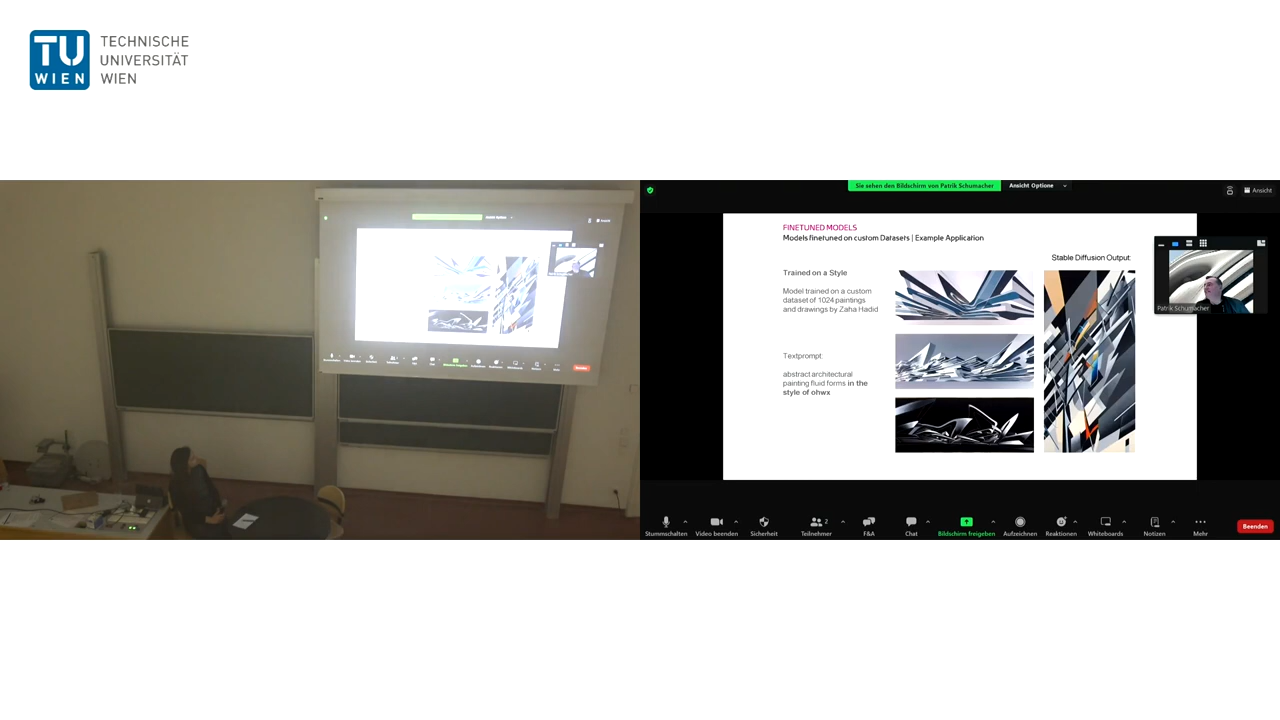 TU
WIEN
TECHNISCHE
UNIVERSITÄT
WIEN
Sie sehen den Bildschirm von Patrik Schumacher
Ansicht Optione
Ansicht
FINETUNED MODELS
Models finetuned on custom Datasets | Example Application
Stable Diffusion Output:
Trained on a Style
Model trained on a custom
dataset of 1024 paintings
and drawings by Zaha Hadid
Textprompt:
abstract architectural
painting fluid forms in the
style of ohwx
Patrik Schumacher
Stummschalten
Video beenden
Sicherheit
Teilnehmer
2
F&A
Chat
Bildschirm freigeben
Aufzeichnen
Reaktionen
Whiteboards
Notizen
Mehr
Beenden